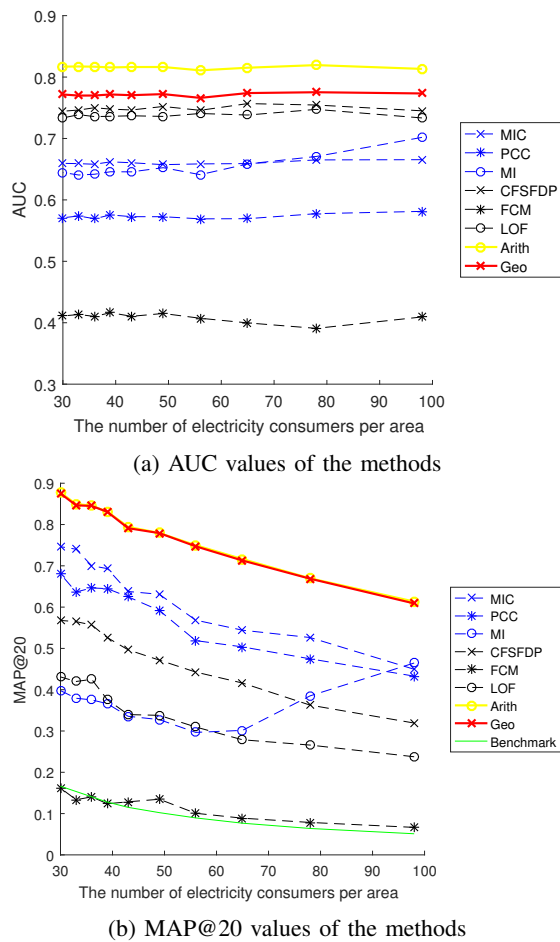 0.9
0.8
0.7
0.6
0.5
0.4
0.3
AUC
30 40 50 60 70 80 90 100
The number of electricity consumers per area
MIC
PCC
MI
CFSFDP
FCM
LOF
Arith
Geo
(a) AUC values of the methods
0.9
0.8
0.7
0.6
0.5
0.4
0.3
0.2
0.1
0
MAP@20
30 40 50 60 70 80 90 100
The number of electricity consumers per area
MIC
PCC
MI
CFSFDP
FCM
LOF
Arith
Geo
Benchmark
(b) MAP@20 values of the methods